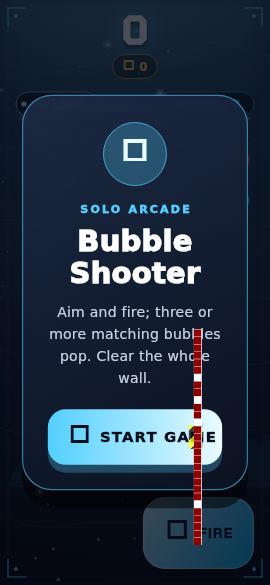 0
0
SOLO ARCADE
Bubble
Shooter
Aim and fire; three or
more matching bubbles
pop. Clear the whole
wall.
START GAME
FIRE